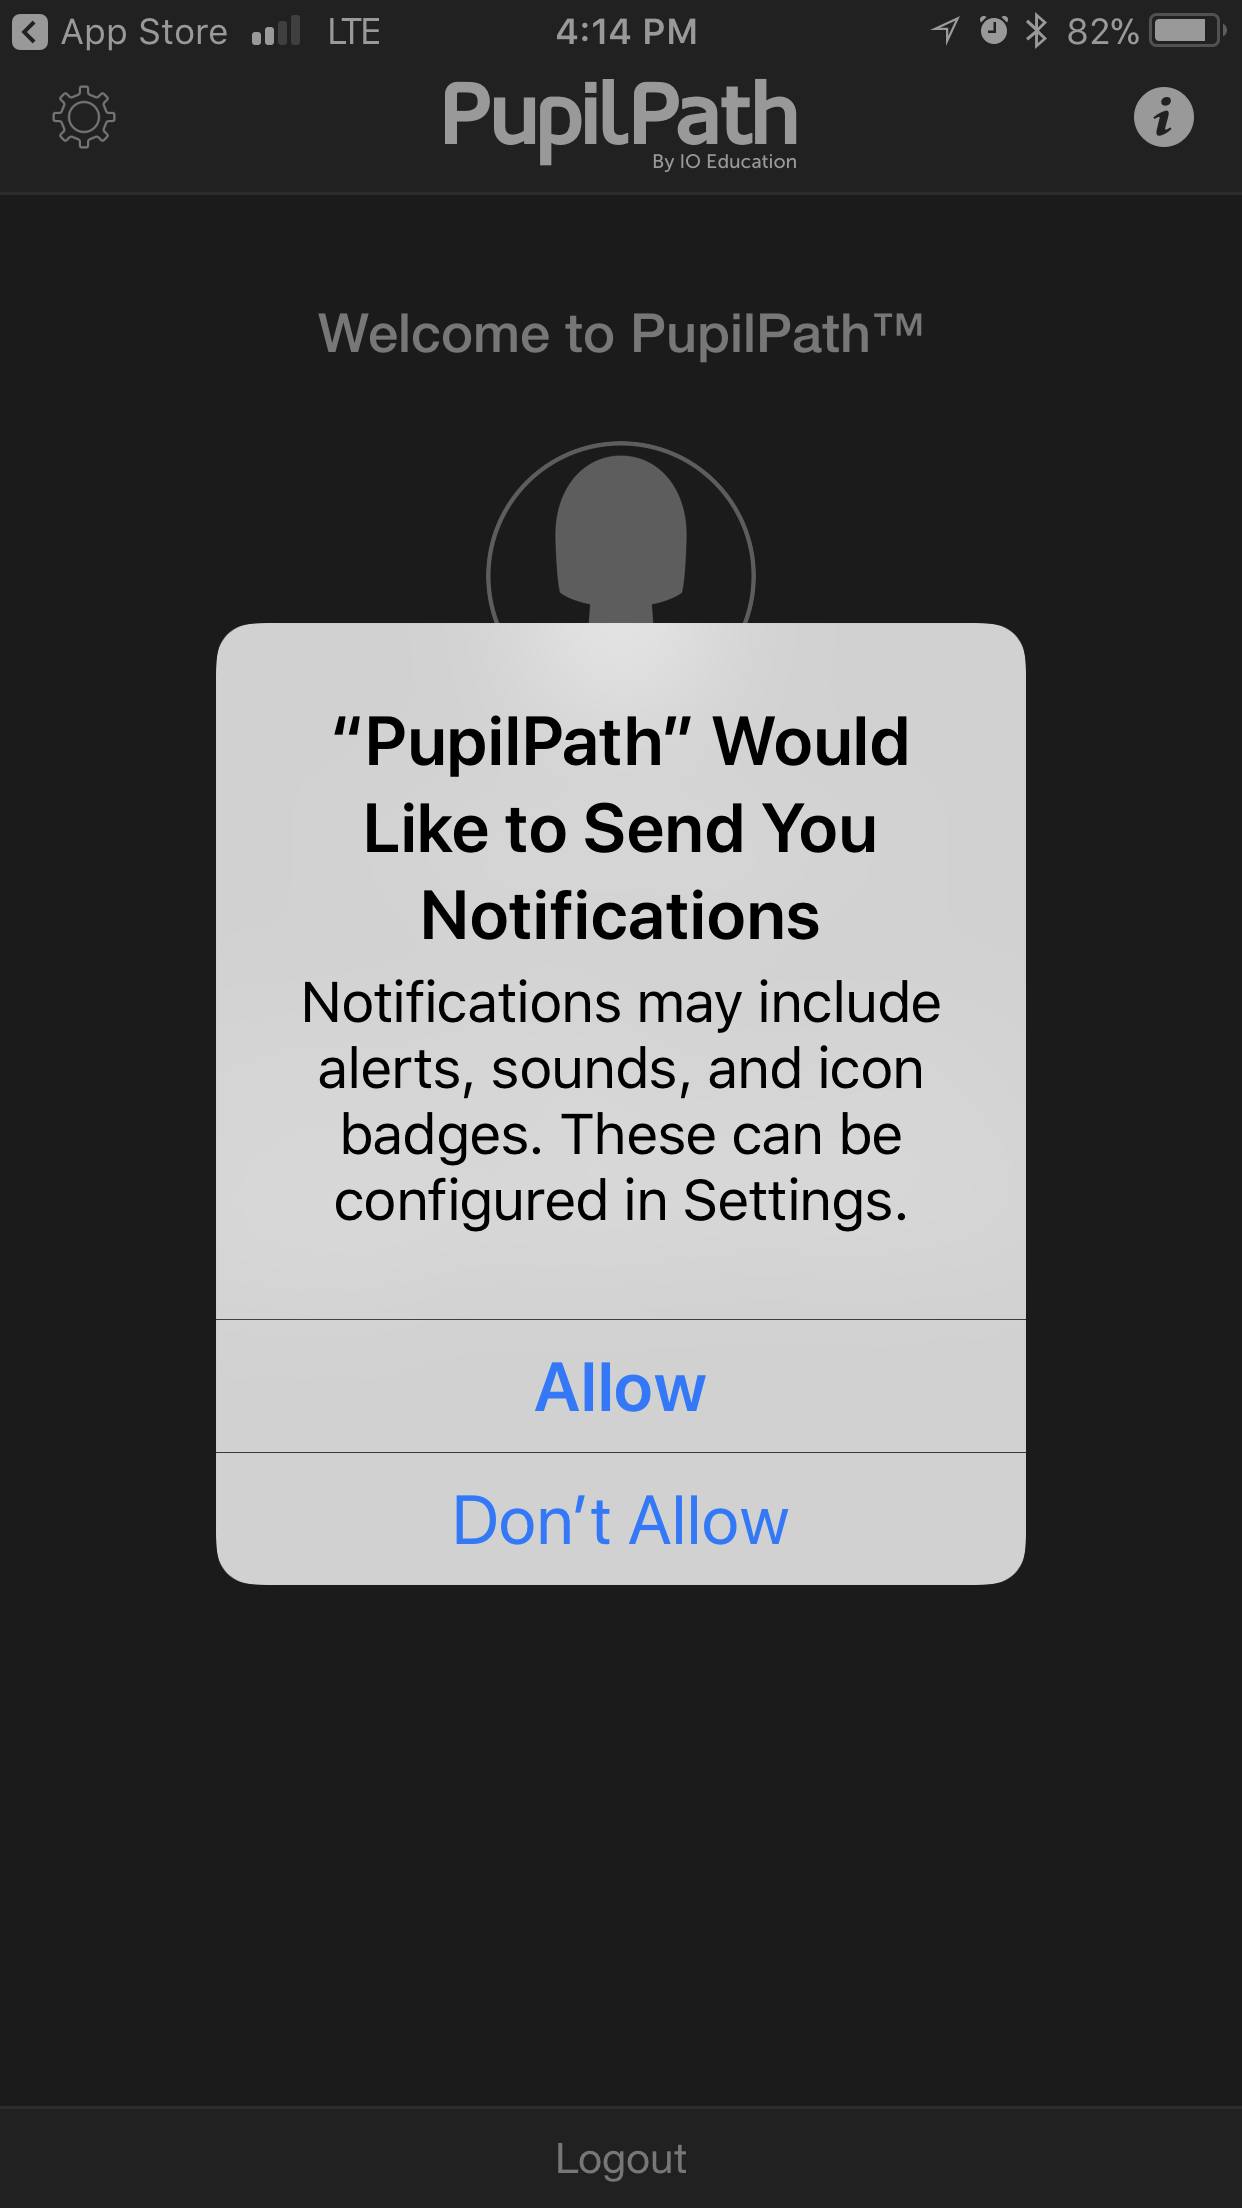 App Store LTE 4:14 PM 82%
PupilPath
By IO Education
i
Welcome to PupilPath™
“PupilPath” Would
Like to Send You
Notifications
Notifications may include
alerts, sounds, and icon
badges. These can be
configured in Settings.
Allow
Don’t Allow
Logout